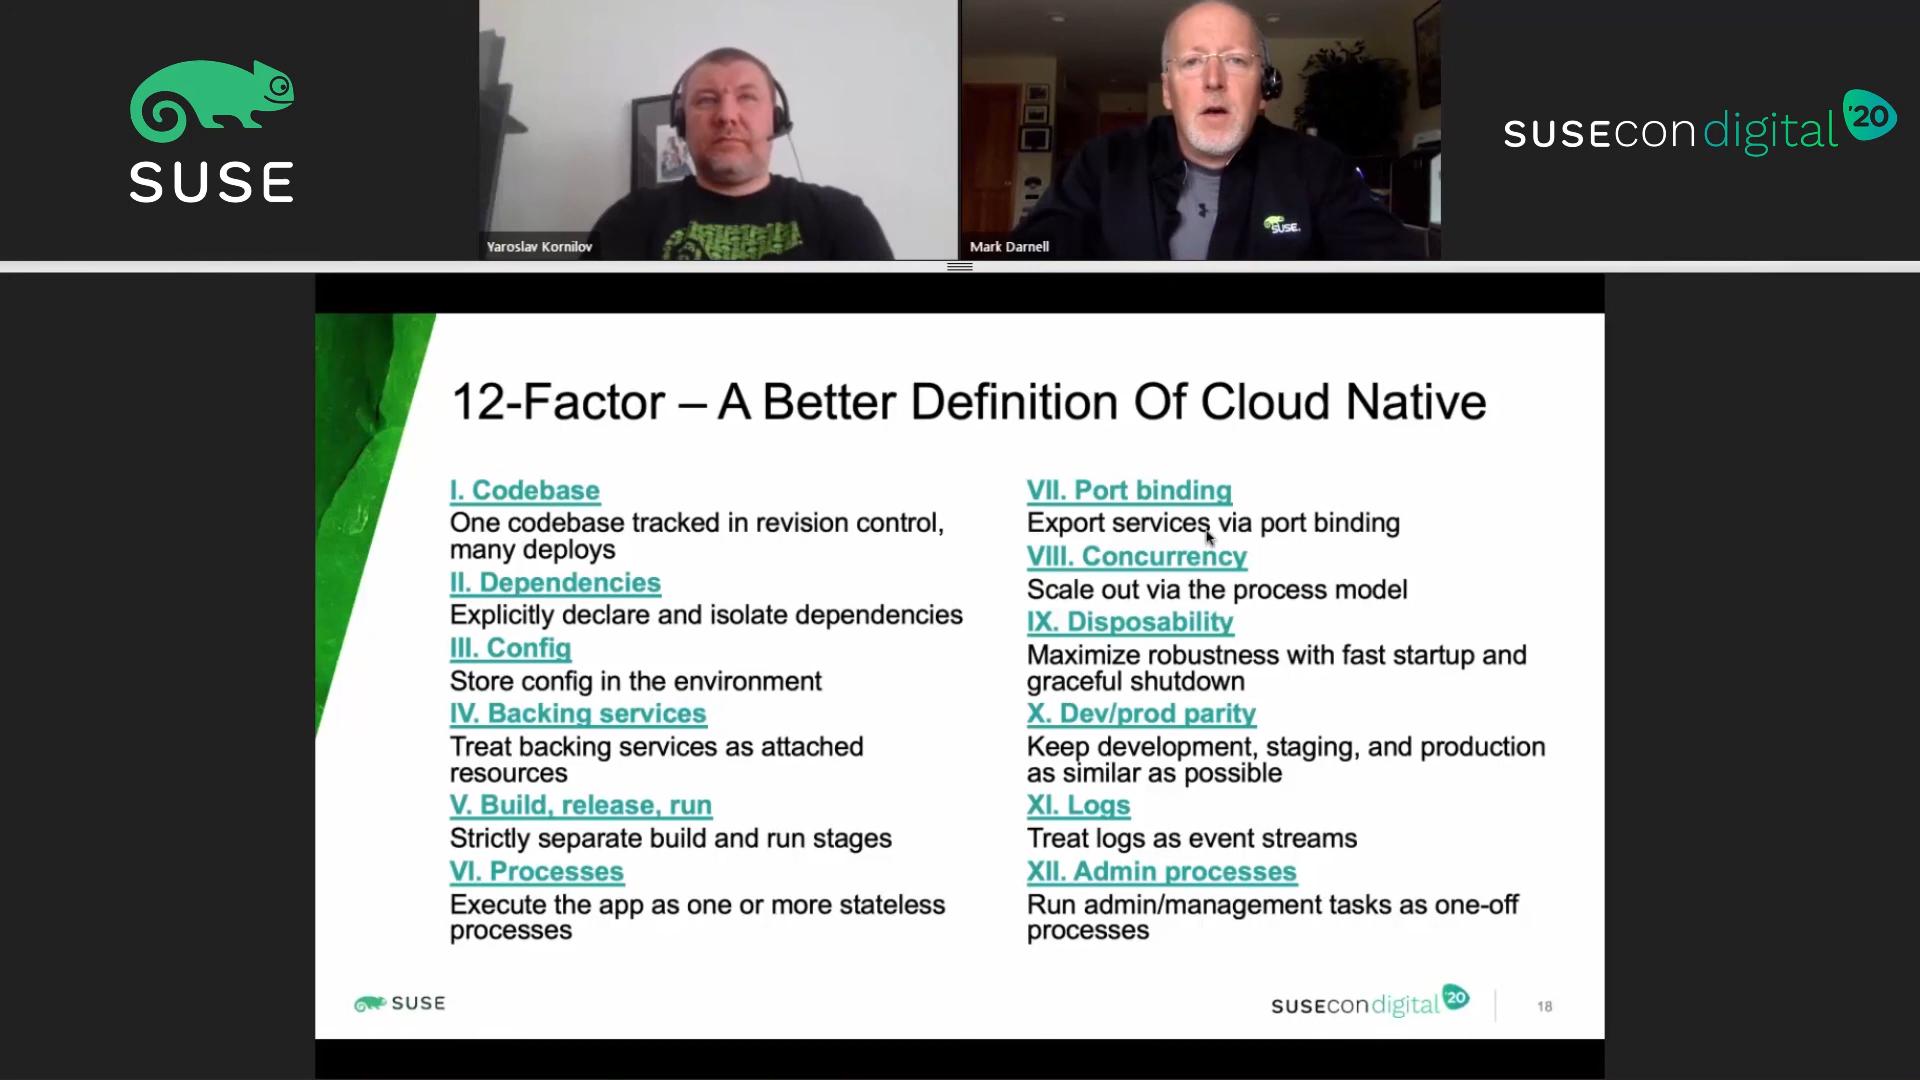 SUSE
Yaroslav Kornilov
Mark Darnell
SUSE.
SUSECON digital '20
12-Factor – A Better Definition Of Cloud Native
I. Codebase
One codebase tracked in revision control,
many deploys
II. Dependencies
Explicitly declare and isolate dependencies
III. Config
Store config in the environment
IV. Backing services
Treat backing services as attached
resources
V. Build, release, run
Strictly separate build and run stages
VI. Processes
Execute the app as one or more stateless
processes
VII. Port binding
Export services via port binding
VIII. Concurrency
Scale out via the process model
IX. Disposability
Maximize robustness with fast startup and
graceful shutdown
X. Dev/prod parity
Keep development, staging, and production
as similar as possible
XI. Logs
Treat logs as event streams
XII. Admin processes
Run admin/management tasks as one-off
processes
SUSE
SUSECON digital '20
18